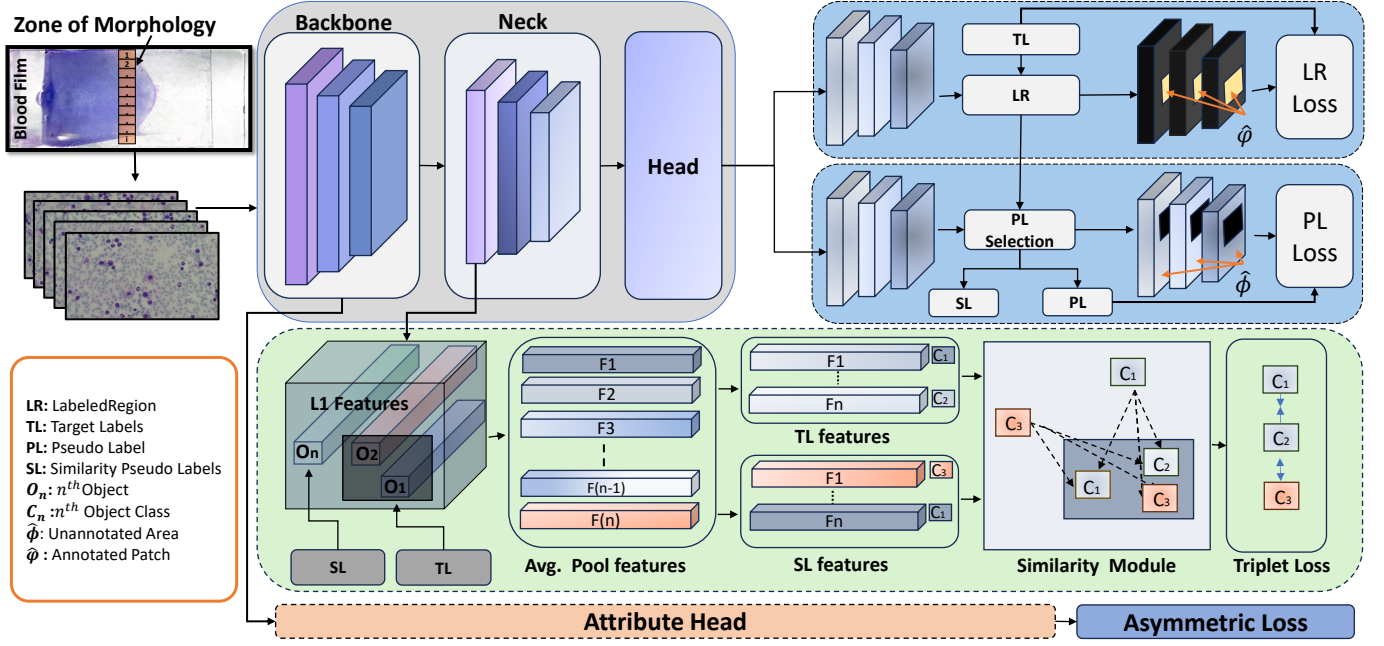 Zone of Morphology
Blood Film
1
2
i
Backbone
Neck
Head
TL
LR
LR
Loss
φ̂
PL
Selection
SL
PL
PL
Loss
ϕ̂
LR: LabeledRegion
TL: Target Labels
PL: Pseudo Label
SL: Similarity Pseudo Labels
Oₙ: nᵗʰObject
Cₙ :nᵗʰ Object Class
ϕ̂: Unannotated Area
φ̂ : Annotated Patch
L1 Features
Oₙ
O₂
O₁
SL
TL
F1
F2
F3
F(n-1)
F(n)
Avg. Pool features
F1
C₁
Fn
C₂
TL features
F1
C₃
Fn
C₁
SL features
C₁
C₃
C₂
C₁
C₃
Similarity Module
C₁
C₂
C₃
Triplet Loss
Attribute Head
Asymmetric Loss